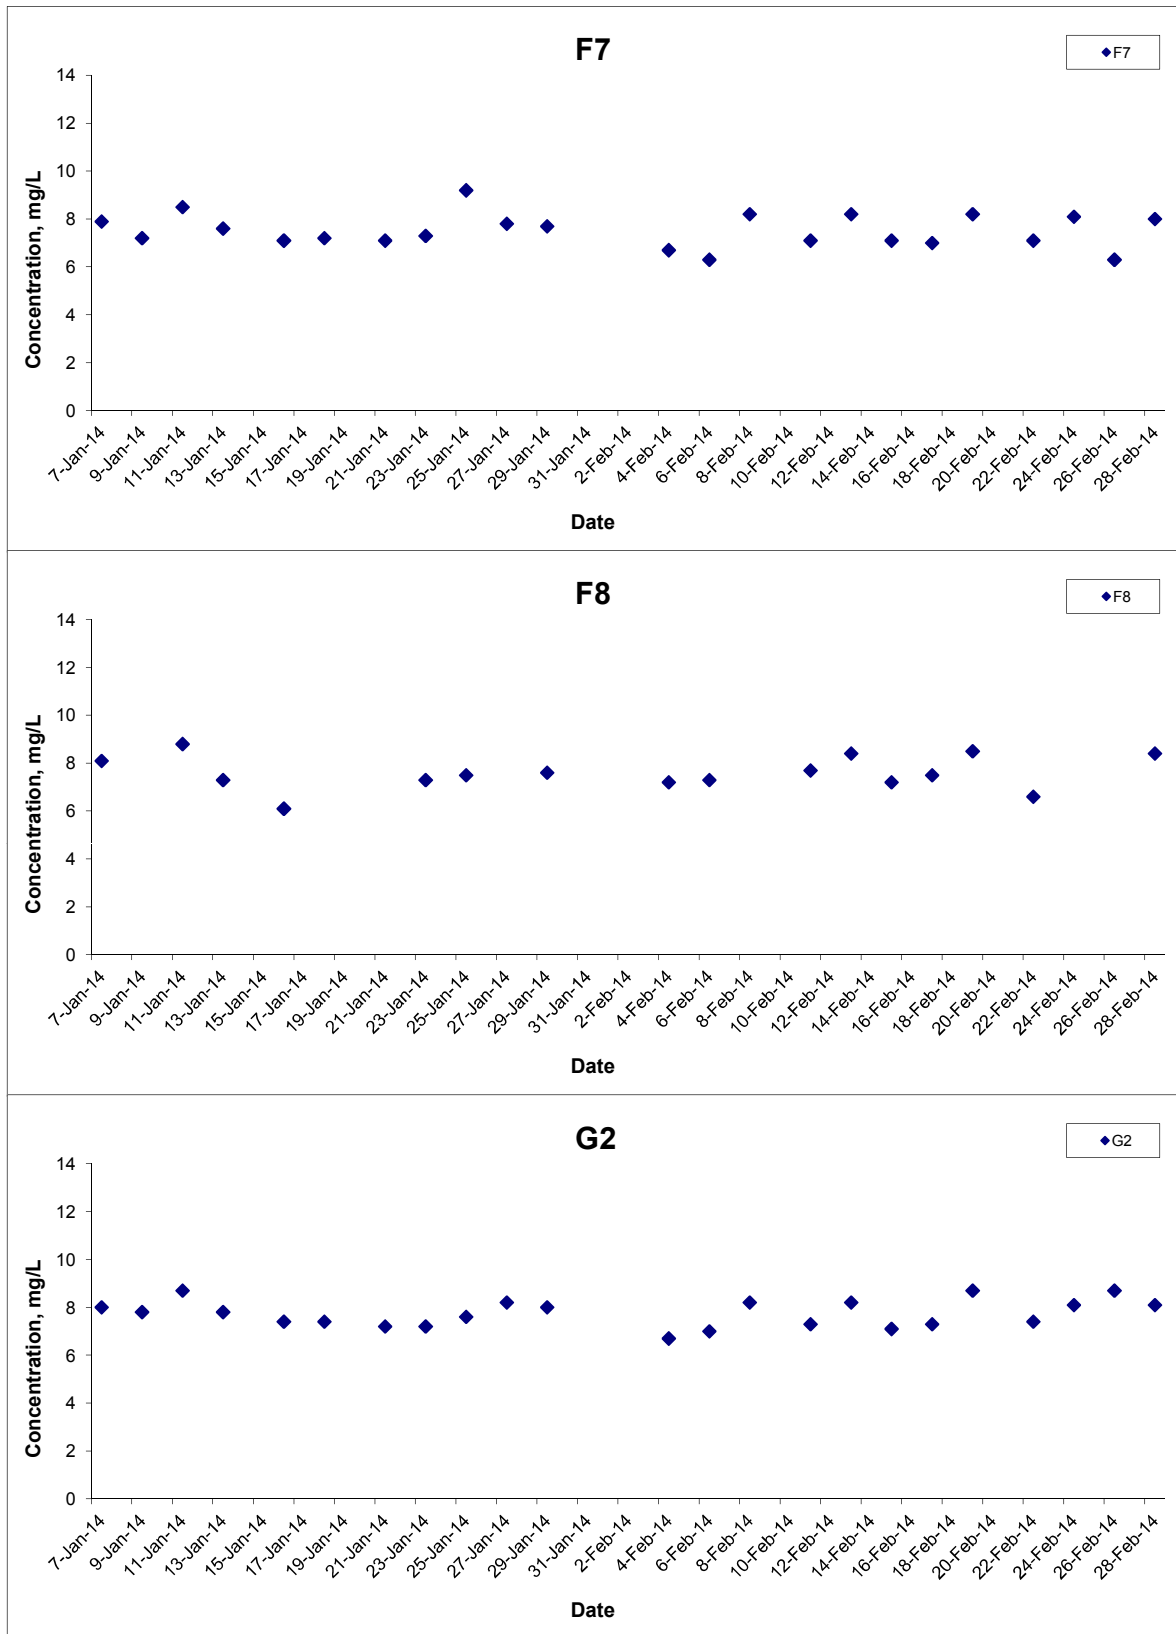 F7
F7
Concentration, mg/L
14
12
10
8
6
4
2
0
7-Jan-14 9-Jan-14 11-Jan-14 13-Jan-14 15-Jan-14 17-Jan-14 19-Jan-14 21-Jan-14 23-Jan-14 25-Jan-14 27-Jan-14 29-Jan-14 31-Jan-14 2-Feb-14 4-Feb-14 6-Feb-14 8-Feb-14 10-Feb-14 12-Feb-14 14-Feb-14 16-Feb-14 18-Feb-14 20-Feb-14 22-Feb-14 24-Feb-14 26-Feb-14 28-Feb-14
Date
F8
F8
Concentration, mg/L
14
12
10
8
6
4
2
0
7-Jan-14 9-Jan-14 11-Jan-14 13-Jan-14 15-Jan-14 17-Jan-14 19-Jan-14 21-Jan-14 23-Jan-14 25-Jan-14 27-Jan-14 29-Jan-14 31-Jan-14 2-Feb-14 4-Feb-14 6-Feb-14 8-Feb-14 10-Feb-14 12-Feb-14 14-Feb-14 16-Feb-14 18-Feb-14 20-Feb-14 22-Feb-14 24-Feb-14 26-Feb-14 28-Feb-14
Date
G2
G2
Concentration, mg/L
14
12
10
8
6
4
2
0
7-Jan-14 9-Jan-14 11-Jan-14 13-Jan-14 15-Jan-14 17-Jan-14 19-Jan-14 21-Jan-14 23-Jan-14 25-Jan-14 27-Jan-14 29-Jan-14 31-Jan-14 2-Feb-14 4-Feb-14 6-Feb-14 8-Feb-14 10-Feb-14 12-Feb-14 14-Feb-14 16-Feb-14 18-Feb-14 20-Feb-14 22-Feb-14 24-Feb-14 26-Feb-14 28-Feb-14
Date